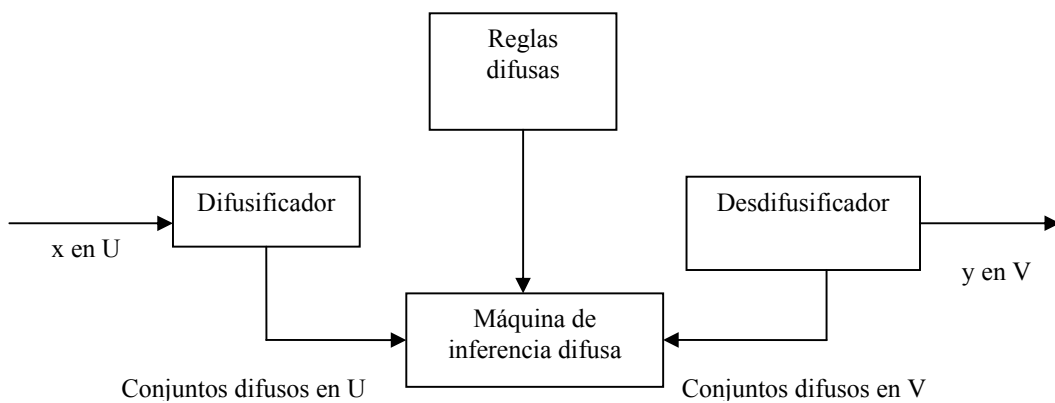 Reglas
difusas
Difusificador
Desdifusificador
x en U
y en V
Máquina de
inferencia difusa
Conjuntos difusos en U
Conjuntos difusos en V